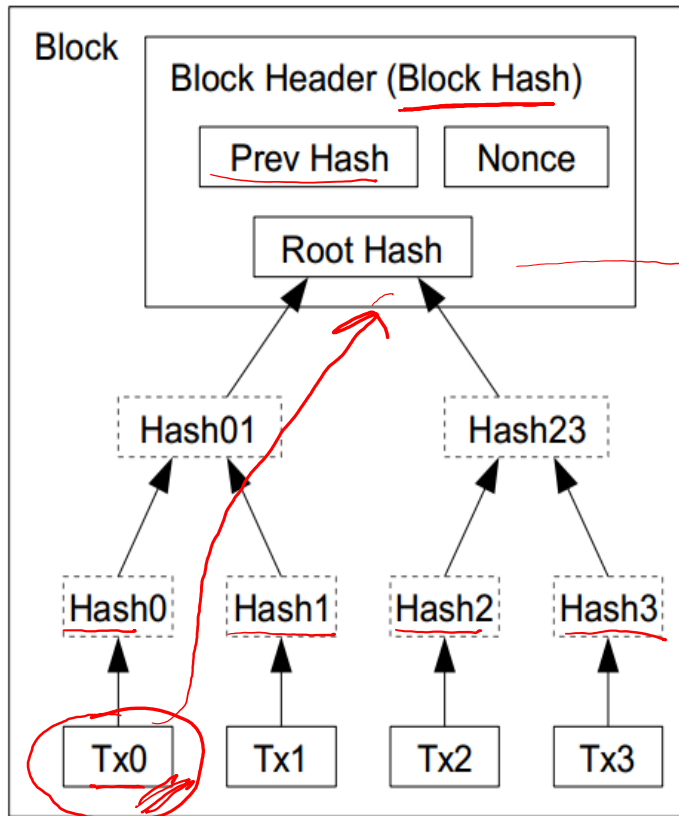 Block
Block Header (Block Hash)
Prev Hash Nonce
Root Hash
Hash01 Hash23
Hash0 Hash1 Hash2 Hash3
Tx0 Tx1 Tx2 Tx3